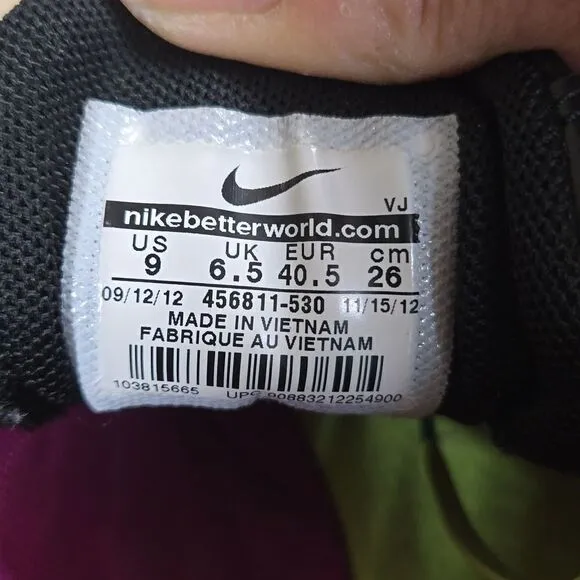 VJ
nikebetterworld.com
US UK EUR cm
9 6.5 40.5 26
09/12/12 456811-530 11/15/12
MADE IN VIETNAM
FABRIQUE AU VIETNAM
103815665 UPC 90883212254900